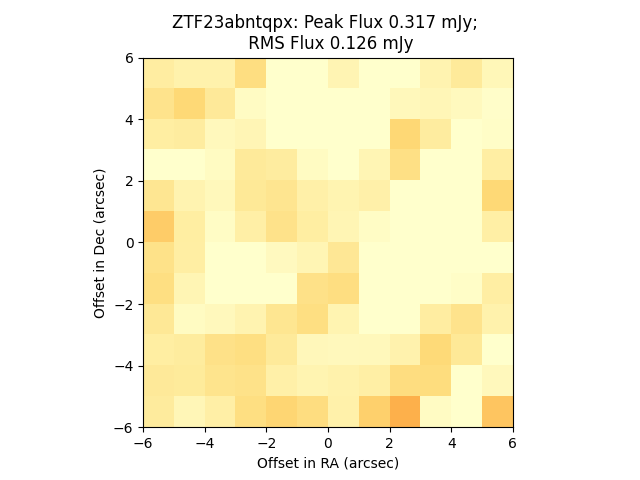 ZTF23abntqpx: Peak Flux 0.317 mJy;
RMS Flux 0.126 mJy
6
4
2
0
−2
−4
−6
Offset in Dec (arcsec)
−6 −4 −2 0 2 4 6
Offset in RA (arcsec)